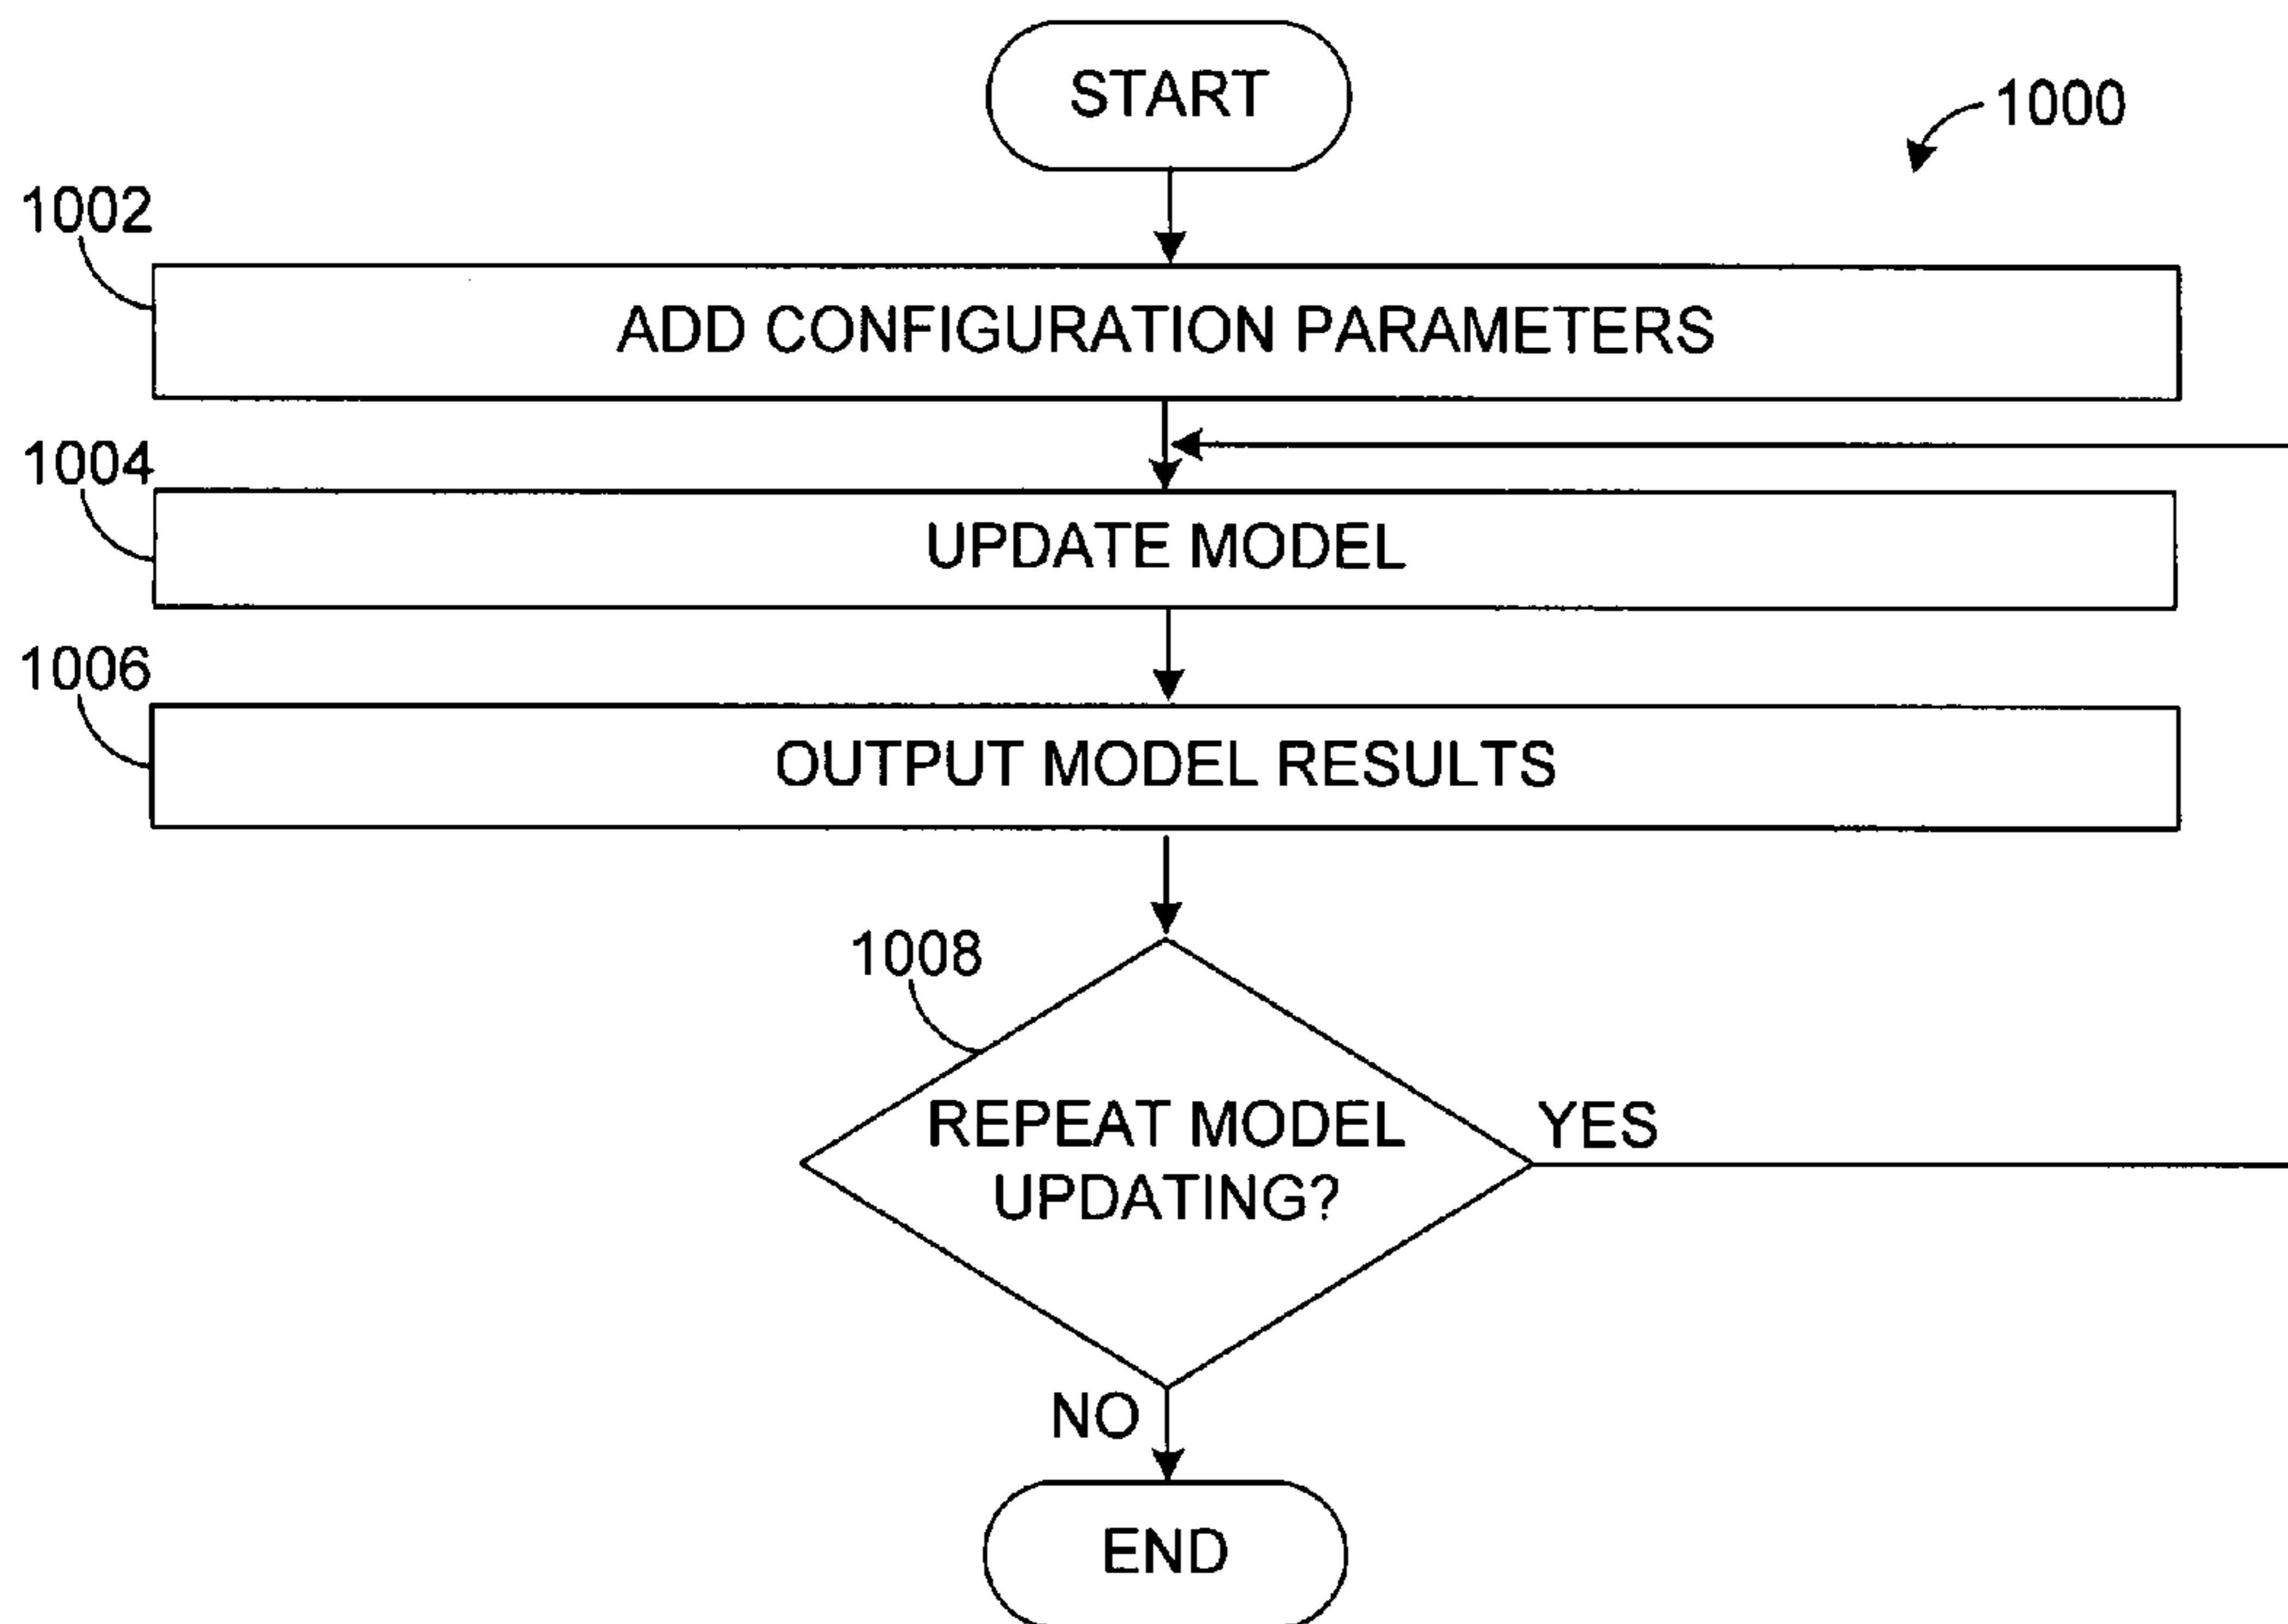 START
1000
1002
ADD CONFIGURATION PARAMETERS
1004
UPDATE MODEL
1006
OUTPUT MODEL RESULTS
1008
REPEAT MODEL
UPDATING?
YES
NO
END